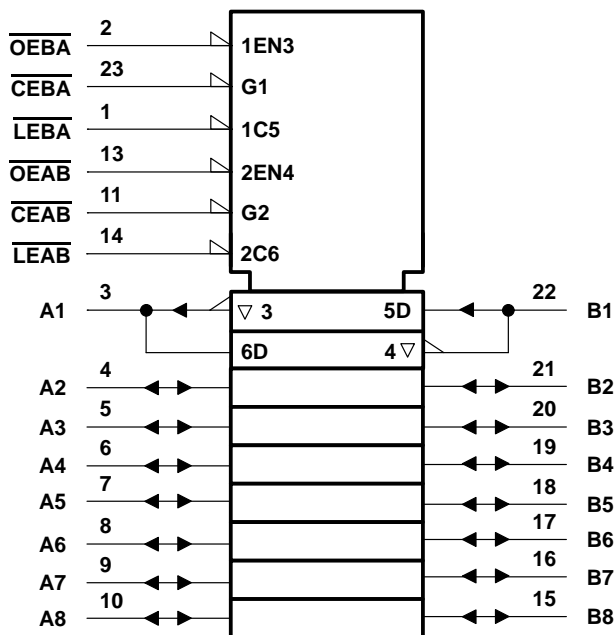 OEBA 2 1EN3
CEBA 23 G1
LEBA 1 1C5
OEAB 13 2EN4
CEAB 11 G2
LEAB 14 2C6
A1 3 ▽ 3 5D 22 B1
6D 4 ▽
A2 4 21 B2
A3 5 20 B3
A4 6 19 B4
A5 7 18 B5
A6 8 17 B6
A7 9 16 B7
A8 10 15 B8